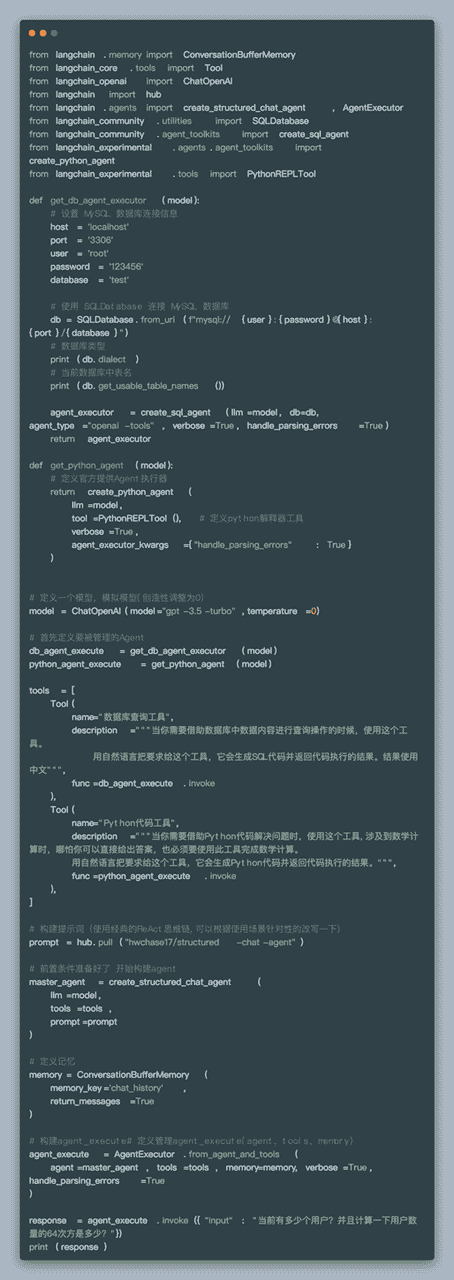 from langchain .memory import ConversationBufferMemory
from langchain_core .tools import Tool
from langchain_openai import ChatOpenAI
from langchain import hub
from langchain .agents import create_structured_chat_agent , AgentExecutor
from langchain_community .utilities import SQLDatabase
from langchain_community .agent_toolkits import create_sql_agent
from langchain_experimental .agents .agent_toolkits import
create_python_agent
from langchain_experimental .tools import PythonREPLTool
def get_db_agent_executor (model):
# 设置 MySQL 数据库连接信息
host = 'localhost'
port = '3306'
user = 'root'
password = '123456'
database = 'test'
# 使用 SQLDatabase 连接 MySQL 数据库
db = SQLDatabase.from_uri (f"mysql:// {user }:{password }@{host }:
{port }/{database }")
# 数据库类型
print (db.dialect )
# 当前数据库中表名
print (db.get_usable_table_names ())
agent_executor = create_sql_agent (llm =model, db=db,
agent_type ="openai -tools" , verbose =True, handle_parsing_errors =True)
return agent_executor
def get_python_agent (model):
# 定义官方提供Agent执行器
return create_python_agent (
llm =model,
tool =PythonREPLTool (), # 定义python解释器工具
verbose =True,
agent_executor_kwargs ={"handle_parsing_errors" : True}
)
# 定义一个模型, 模拟模型(创造性调整为0)
model = ChatOpenAI (model="gpt -3.5 -turbo" ,temperature =0)
# 首先定义要被管理的Agent
db_agent_execute = get_db_agent_executor (model)
python_agent_execute = get_python_agent (model)
tools = [
Tool (
name="数据库查询工具",
description ="""当你需要借助数据库中数据内容进行查询操作的时候，使用这个工
具。
用自然语言把要求给这个工具，它会生成SQL代码并返回代码执行的结果。结果使用
中文""",
func =db_agent_execute .invoke
),
Tool (
name="Python代码工具",
description ="""当你需要借助Python代码解决问题时，使用这个工具,涉及到数学计
算时，哪怕你可以直接给出答案，也必须要使用此工具完成数学计算。
用自然语言把要求给这个工具，它会生成Python代码并返回代码执行的结果。""",
func =python_agent_execute .invoke
),
]
# 构建提示词 (使用经典的ReAct思维链,可以根据使用场景针对性的改写一下)
prompt = hub.pull ("hwchase17/structured -chat -agent" )
# 前置条件准备好了 开始构建agent
master_agent = create_structured_chat_agent (
llm =model,
tools =tools ,
prompt =prompt
)
# 定义记忆
memory = ConversationBufferMemory (
memory_key ='chat_history' ,
return_messages =True
)
# 构建agent_execute# 定义管理agent_execute(agent、tools、memory)
agent_execute = AgentExecutor .from_agent_and_tools (
agent =master_agent , tools =tools , memory=memory, verbose =True,
handle_parsing_errors =True
)
response = agent_execute .invoke ({ "input" : "当前有多少个用户？并且计算一下用户数
量的64次方是多少？"})
print (response )